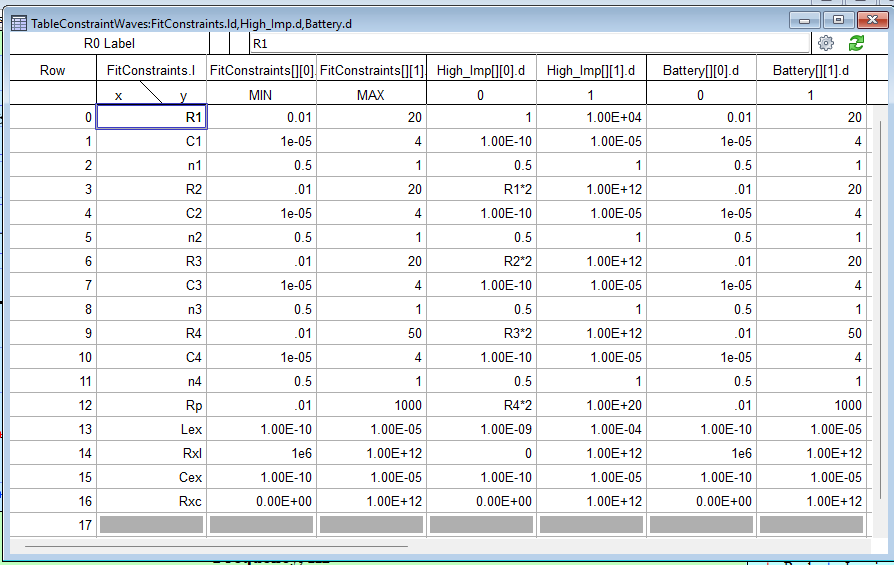 TableConstraintWaves:FitConstraints.ld,High_Imp.d,Battery.d
R0 Label R1
Row FitConstraints.l FitConstraints[][0]. FitConstraints[][1]. High_Imp[][0].d High_Imp[][1].d Battery[][0].d Battery[][1].d
x y MIN MAX 0 1 0 1
0 R1 0.01 20 1 1.00E+04 0.01 20
1 C1 1e-05 4 1.00E-10 1.00E-05 1e-05 4
2 n1 0.5 1 0.5 1 0.5 1
3 R2 .01 20 R1*2 1.00E+12 .01 20
4 C2 1e-05 4 1.00E-10 1.00E-05 1e-05 4
5 n2 0.5 1 0.5 1 0.5 1
6 R3 .01 20 R2*2 1.00E+12 .01 20
7 C3 1e-05 4 1.00E-10 1.00E-05 1e-05 4
8 n3 0.5 1 0.5 1 0.5 1
9 R4 .01 50 R3*2 1.00E+12 .01 50
10 C4 1e-05 4 1.00E-10 1.00E-05 1e-05 4
11 n4 0.5 1 0.5 1 0.5 1
12 Rp .01 1000 R4*2 1.00E+20 .01 1000
13 Lex 1.00E-10 1.00E-05 1.00E-09 1.00E-04 1.00E-10 1.00E-05
14 Rxl 1e6 1.00E+12 0 1.00E+12 1e6 1.00E+12
15 Cex 1.00E-10 1.00E-05 1.00E-10 1.00E-05 1.00E-10 1.00E-05
16 Rxc 0.00E+00 1.00E+12 0.00E+00 1.00E+12 0.00E+00 1.00E+12
17